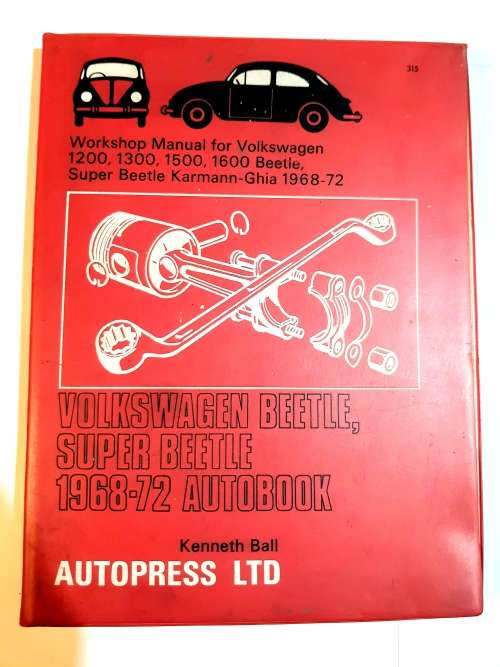 315
Workshop Manual for Volkswagen
1200, 1300, 1500, 1600 Beetle,
Super Beetle Karmann-Ghia 1968-72
VOLKSWAGEN BEETLE,
SUPER BEETLE
1968-72 AUTOBOOK
Kenneth Ball
AUTOPRESS LTD